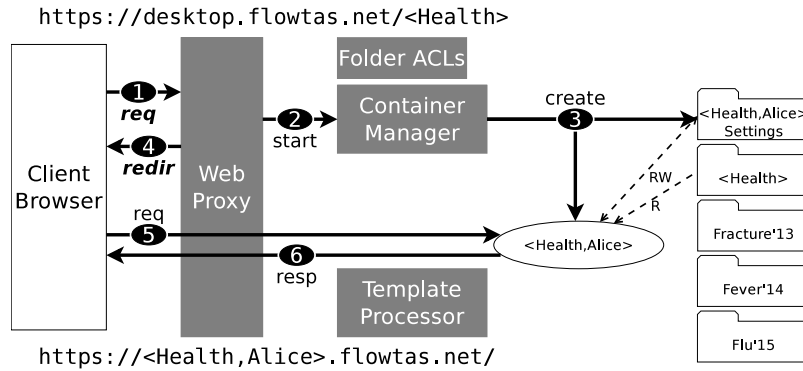 https://desktop.flowtas.net/<Health>
Folder ACLs
1
req
2
start
Container
Manager
create
3
<Health,Alice>
Settings
4
redir
Client
Browser
Web
Proxy
RW
R
<Health>
req
5
<Health,Alice>
Fracture'13
6
resp
Template
Processor
Fever'14
Flu'15
https://<Health,Alice>.flowtas.net/